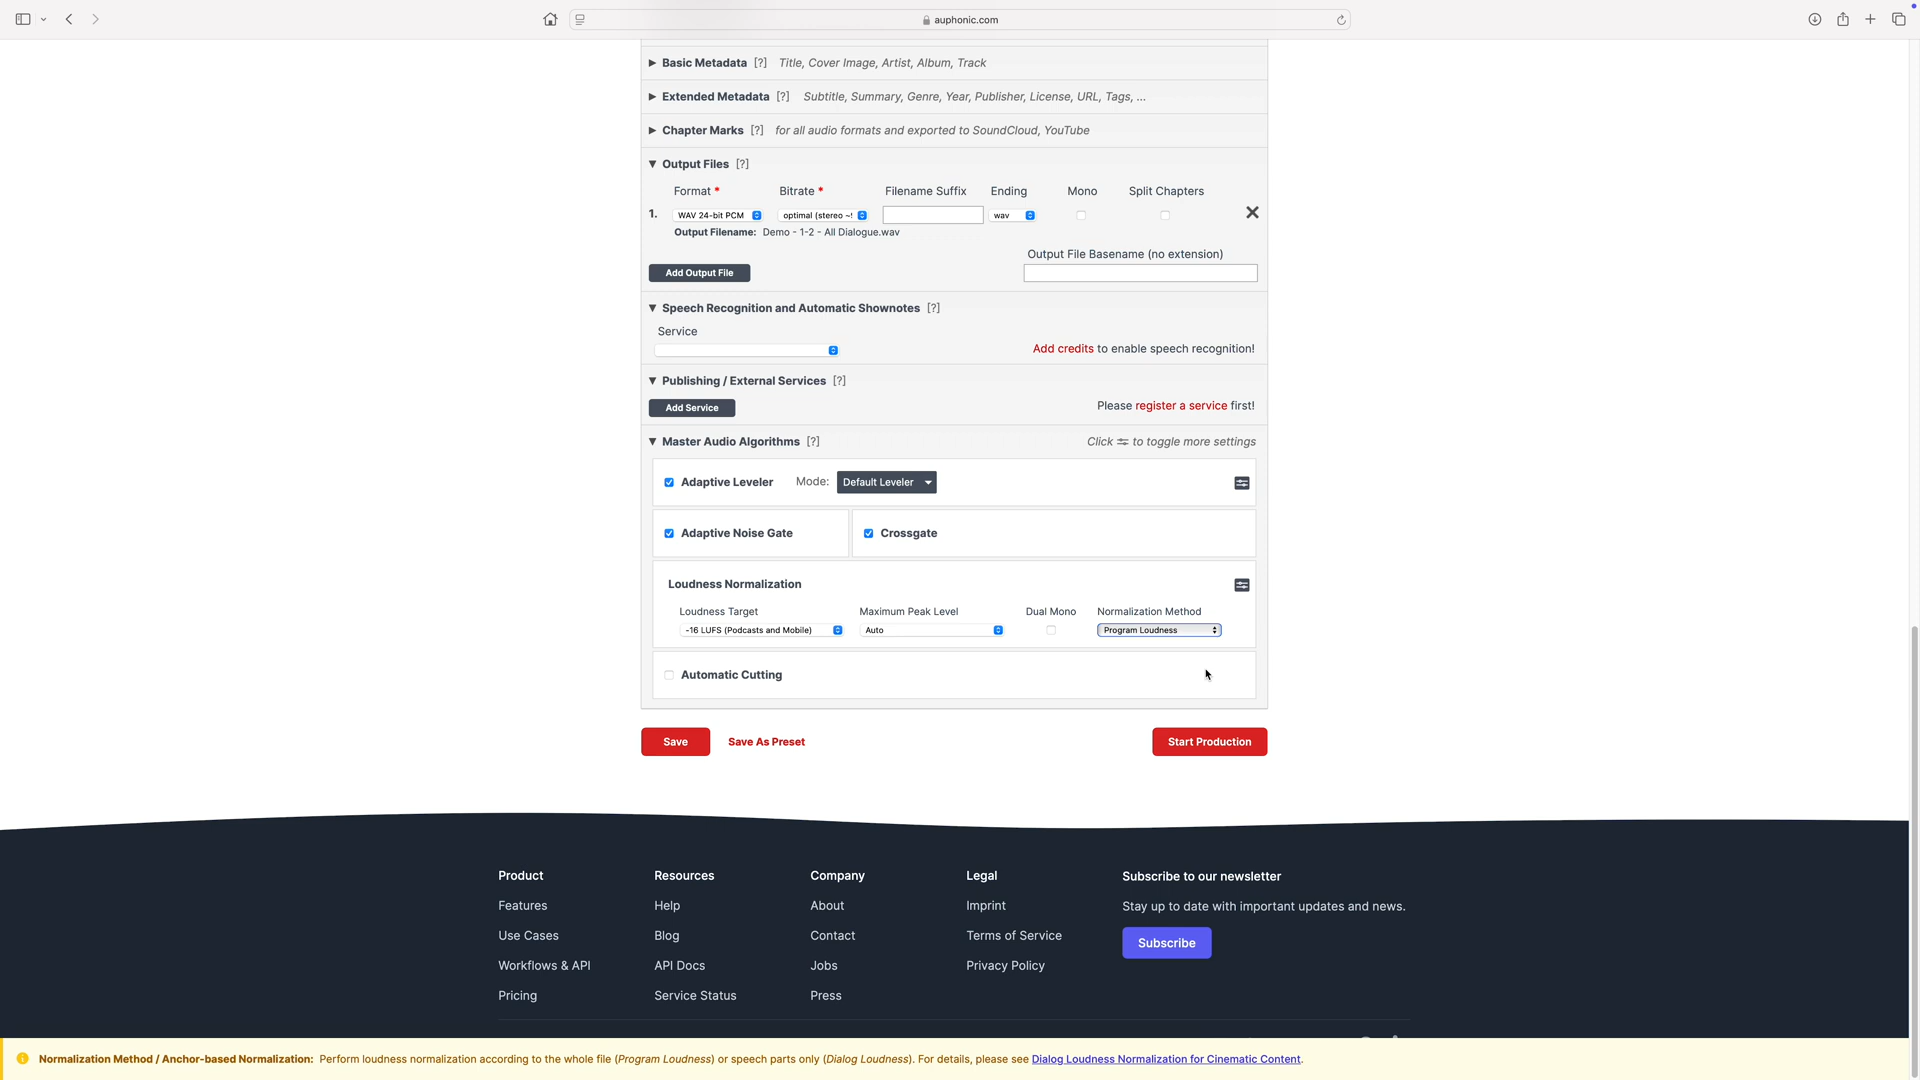 auphonic.com
Basic Metadata [?] Title, Cover Image, Artist, Album, Track
Extended Metadata [?] Subtitle, Summary, Genre, Year, Publisher, License, URL, Tags, ...
Chapter Marks [?] for all audio formats and exported to SoundCloud, YouTube
Output Files [?]
Format * Bitrate * Filename Suffix Ending Mono Split Chapters
1. WAV 24-bit PCM optimal (stereo ~! wav
Output Filename: Demo - 1-2 - All Dialogue.wav
Output File Basename (no extension)
Add Output File
Speech Recognition and Automatic Shownotes [?]
Service
Add credits to enable speech recognition!
Publishing / External Services [?]
Add Service Please register a service first!
Master Audio Algorithms [?] Click to toggle more settings
Adaptive Leveler Mode: Default Leveler
Adaptive Noise Gate Crossgate
Loudness Normalization
Loudness Target Maximum Peak Level Dual Mono Normalization Method
-16 LUFS (Podcasts and Mobile) Auto Program Loudness
Automatic Cutting
Save Save As Preset Start Production
Product Resources Company Legal Subscribe to our newsletter
Features Help About Imprint Stay up to date with important updates and news.
Use Cases Blog Contact Terms of Service Subscribe
Workflows & API API Docs Jobs Privacy Policy
Pricing Service Status Press
Normalization Method / Anchor-based Normalization: Perform loudness normalization according to the whole file (Program Loudness) or speech parts only (Dialog Loudness). For details, please see Dialog Loudness Normalization for Cinematic Content.